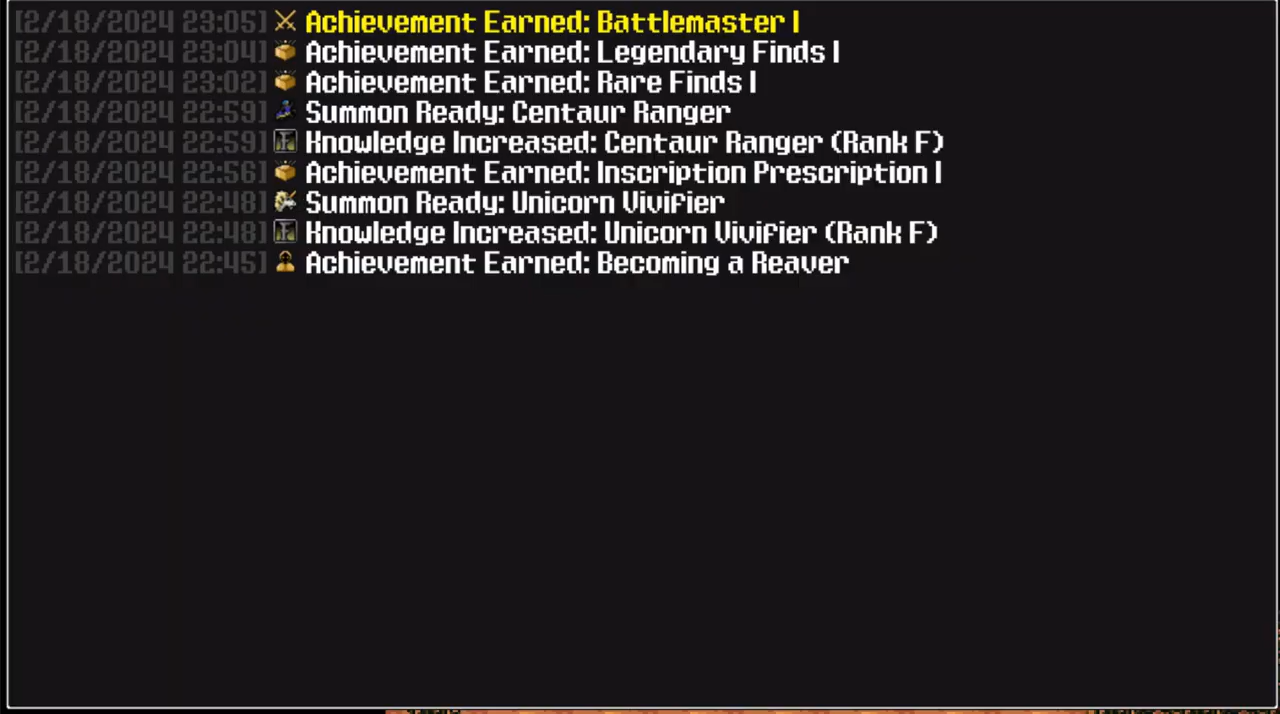 [2/18/2024 23:05] Achievement Earned: Battlemaster I
[2/18/2024 23:04] Achievement Earned: Legendary Finds I
[2/18/2024 23:02] Achievement Earned: Rare Finds I
[2/18/2024 22:59] Summon Ready: Centaur Ranger
[2/18/2024 22:59] Knowledge Increased: Centaur Ranger (Rank F)
[2/18/2024 22:56] Achievement Earned: Inscription Prescription I
[2/18/2024 22:48] Summon Ready: Unicorn Vivifier
[2/18/2024 22:48] Knowledge Increased: Unicorn Vivifier (Rank F)
[2/18/2024 22:45] Achievement Earned: Becoming a Reaver